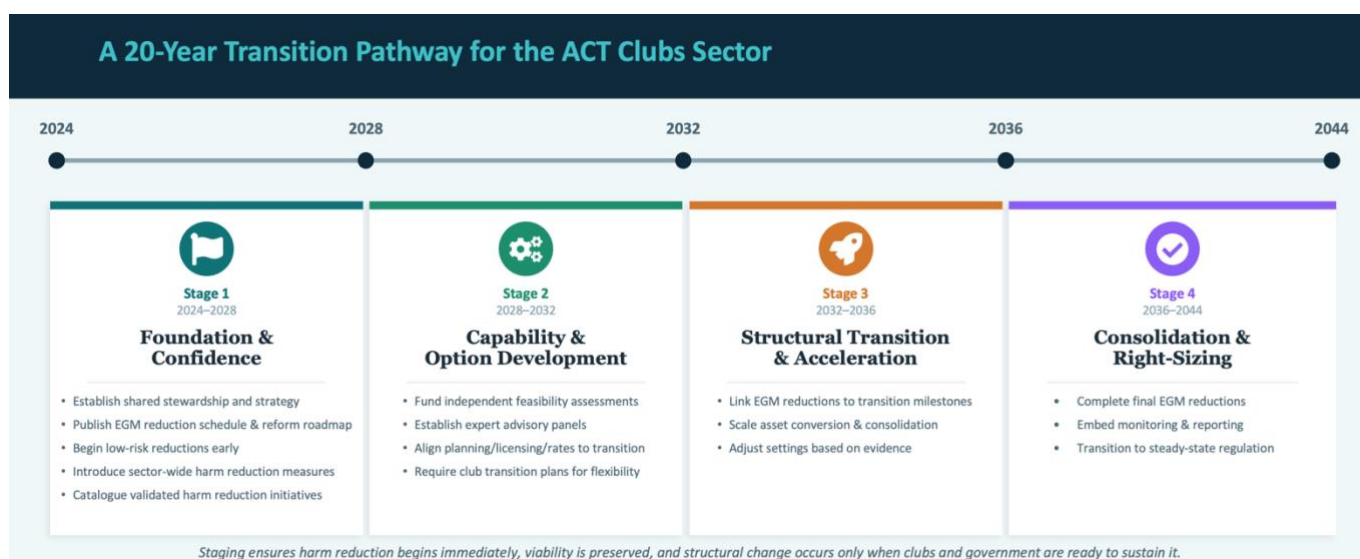 A 20-Year Transition Pathway for the ACT Clubs Sector
2024
2028
2032
2036
2044
Stage 1
2024–2028
Foundation &
Confidence
• Establish shared stewardship and strategy
• Publish EGM reduction schedule & reform roadmap
• Begin low-risk reductions early
• Introduce sector-wide harm reduction measures
• Catalogue validated harm reduction initiatives
Stage 2
2028–2032
Capability &
Option Development
• Fund independent feasibility assessments
• Establish expert advisory panels
• Align planning/licensing/rates to transition
• Require club transition plans for flexibility
Stage 3
2032–2036
Structural Transition
& Acceleration
• Link EGM reductions to transition milestones
• Scale asset conversion & consolidation
• Adjust settings based on evidence
Stage 4
2036–2044
Consolidation &
Right-Sizing
• Complete final EGM reductions
• Embed monitoring & reporting
• Transition to steady-state regulation
Staging ensures harm reduction begins immediately, viability is preserved, and structural change occurs only when clubs and government are ready to sustain it.